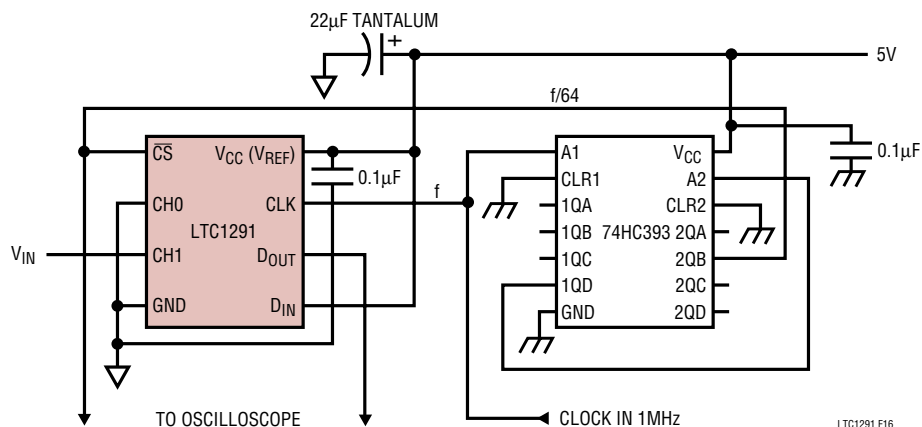 22µF TANTALUM
+
5V
f/64
CS
VCC (VREF)
0.1µF
CH0
CLK
f
LTC1291
VIN
CH1
DOUT
GND
DIN
A1
VCC
0.1µF
CLR1
A2
1QA
CLR2
1QB
74HC393
2QA
1QC
2QB
1QD
2QC
GND
2QD
TO OSCILLOSCOPE
CLOCK IN 1MHz
LTC1291 F16